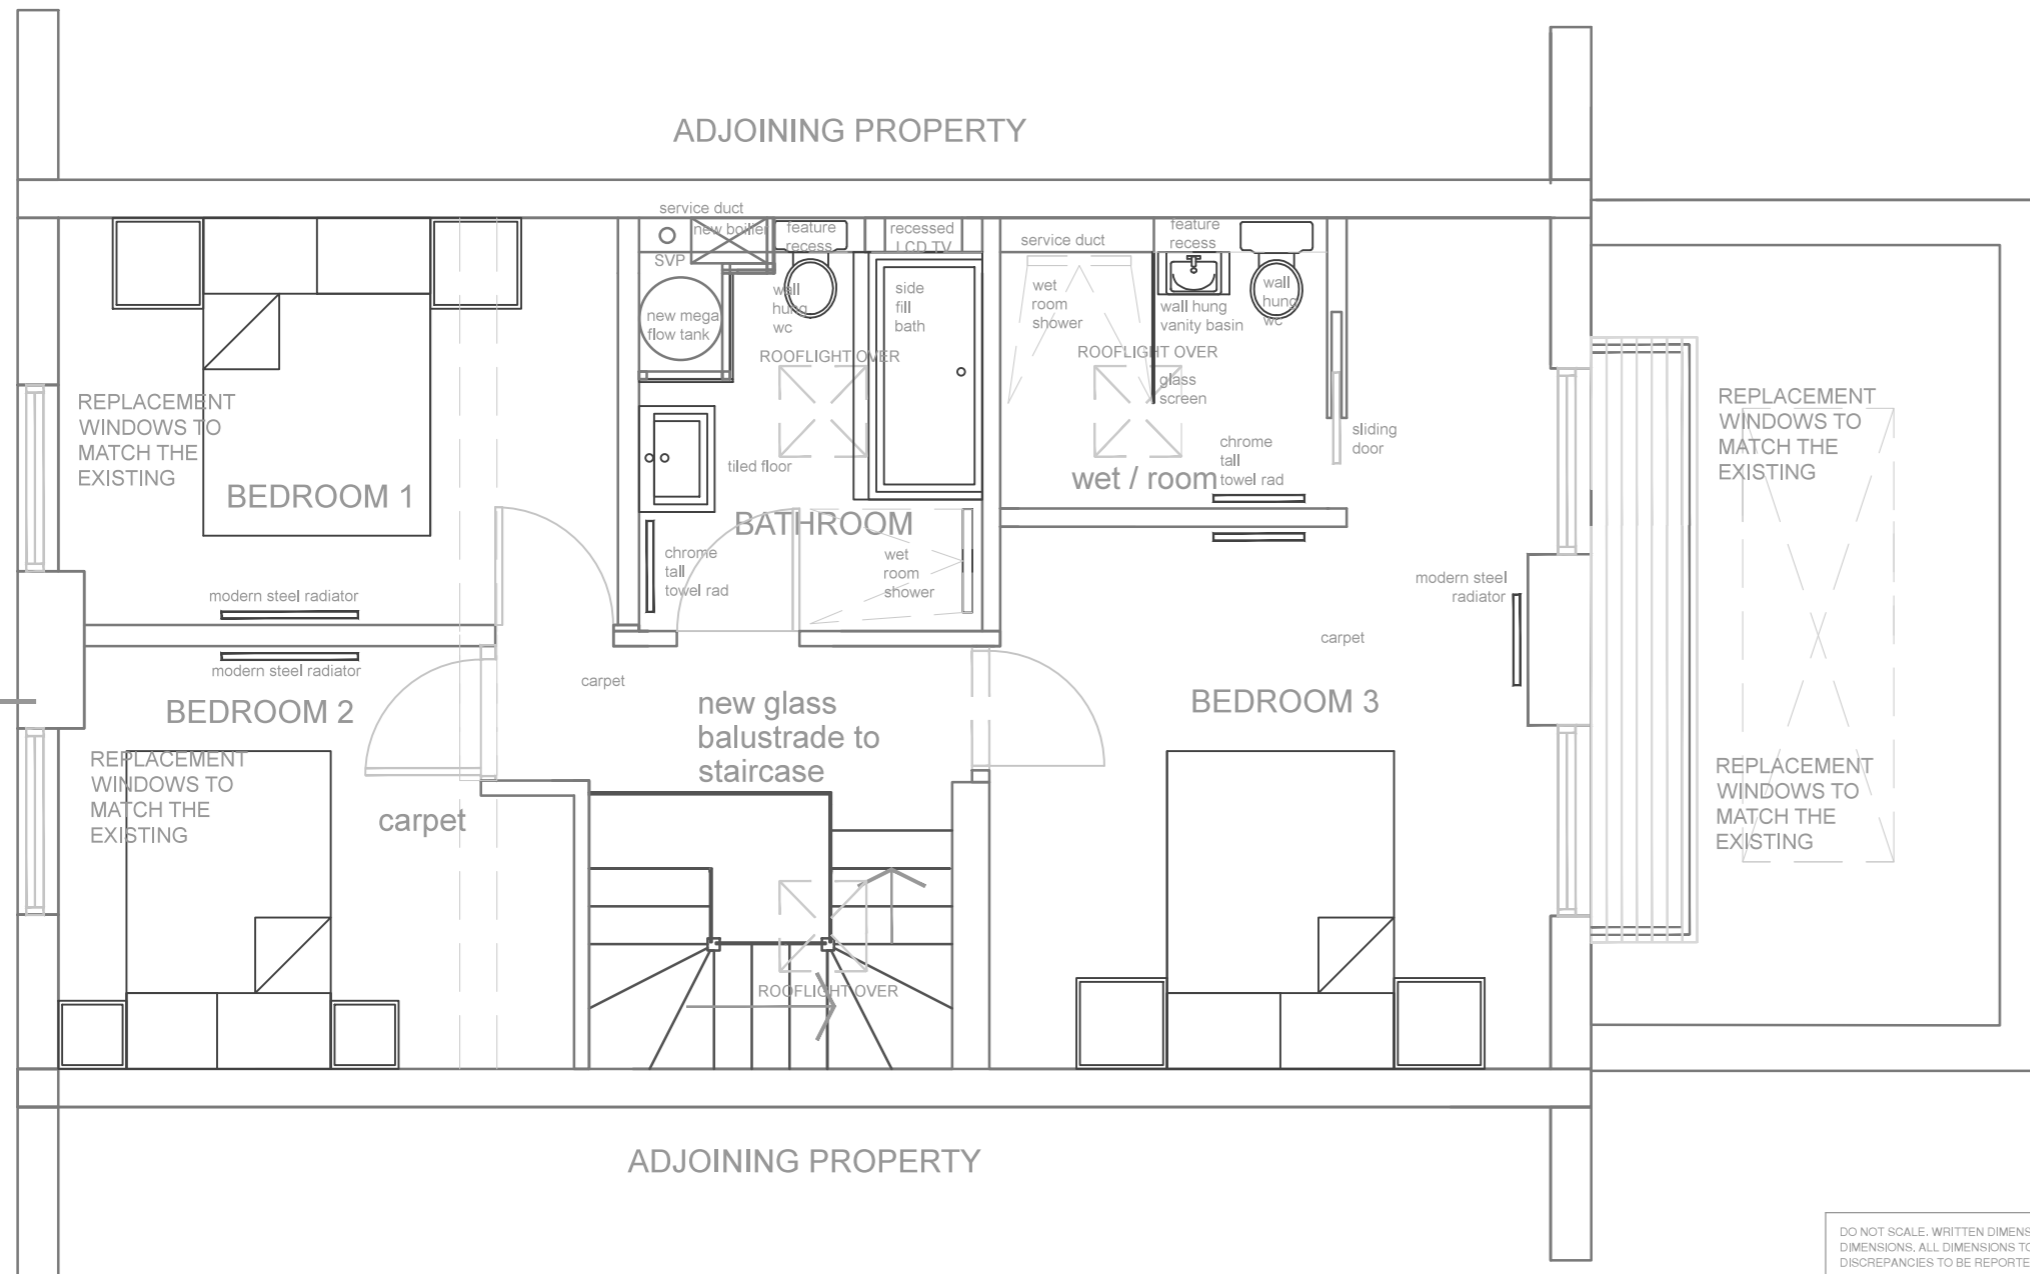 ADJOINING PROPERTY
service duct
new boiler
SVP
feature
recess
recessed
LCD TV
wall
hung
wc
new mega
flow tank
side
fill
bath
ROOFLIGHT OVER
tiled floor
BATHROOM
chrome
tall
towel rad
wet
room
shower
service duct
feature
recess
wet
room
shower
wall hung
vanity basin
wall
hung
wc
ROOFLIGHT OVER
glass
screen
sliding
door
chrome
tall
towel rad
wet / room
REPLACEMENT
WINDOWS TO
MATCH THE
EXISTING
BEDROOM 1
modern steel radiator
modern steel radiator
BEDROOM 2
REPLACEMENT
WINDOWS TO
MATCH THE
EXISTING
carpet
carpet
new glass
balustrade to
staircase
ROOFLIGHT OVER
modern steel
radiator
carpet
BEDROOM 3
REPLACEMENT
WINDOWS TO
MATCH THE
EXISTING
REPLACEMENT
WINDOWS TO
MATCH THE
EXISTING
ADJOINING PROPERTY
DO NOT SCALE. WRITTEN DIMENS
DIMENSIONS. ALL DIMENSIONS TO
DISCREPANCIES TO BE REPORTE